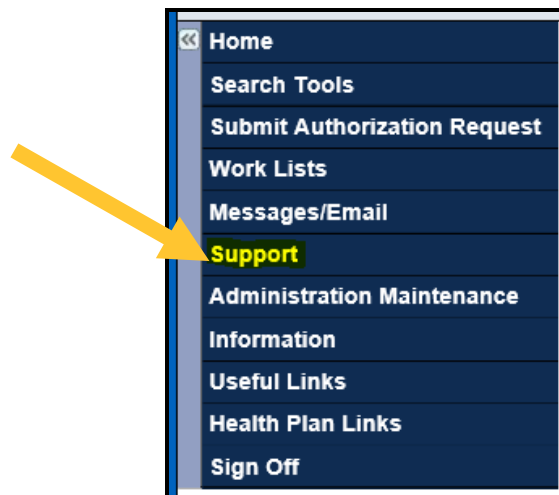 Home
Search Tools
Submit Authorization Request
Work Lists
Messages/Email
Support
Administration Maintenance
Information
Useful Links
Health Plan Links
Sign Off